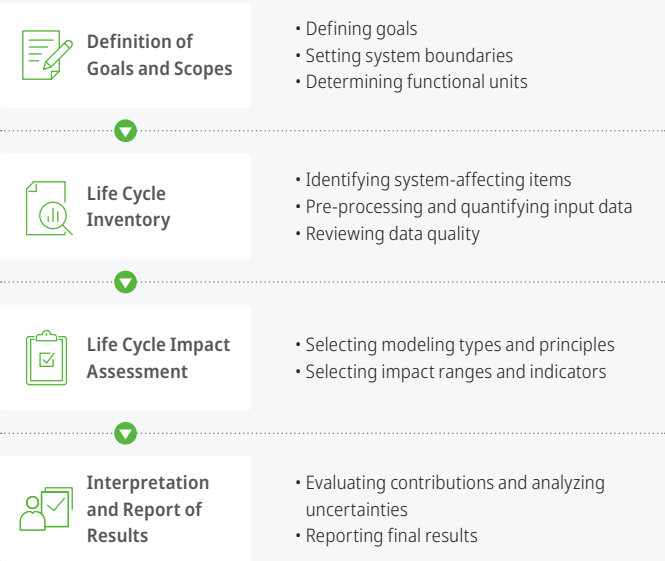 Definition of
Goals and Scopes
• Defining goals
• Setting system boundaries
• Determining functional units
Life Cycle
Inventory
• Identifying system-affecting items
• Pre-processing and quantifying input data
• Reviewing data quality
Life Cycle Impact
Assessment
• Selecting modeling types and principles
• Selecting impact ranges and indicators
Interpretation
and Report of
Results
• Evaluating contributions and analyzing
uncertainties
• Reporting final results